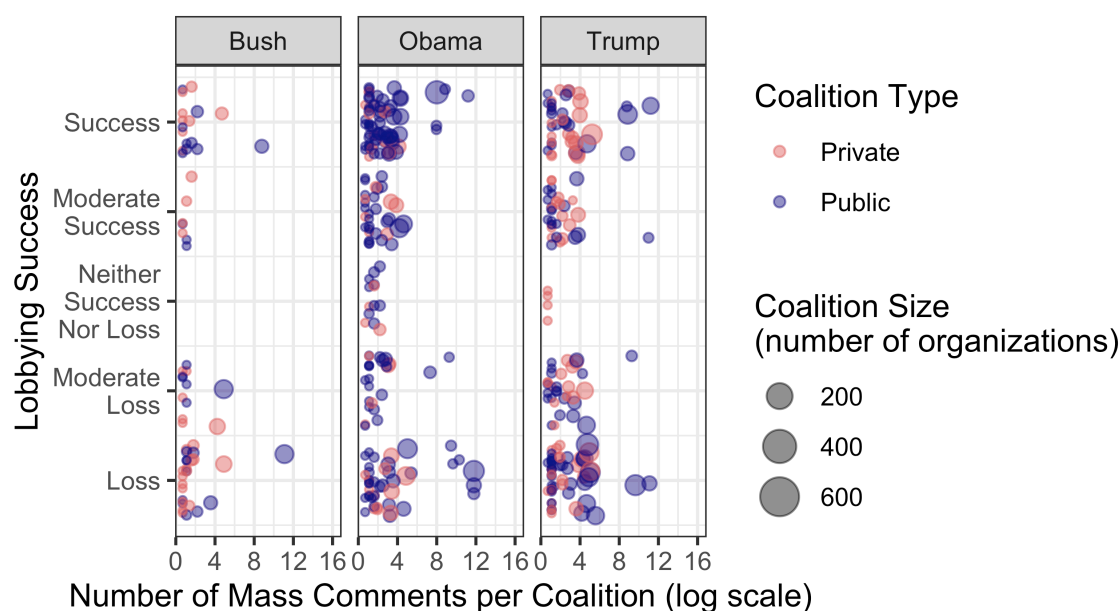 Bush
Obama
Trump
Lobbying Success
Success
Moderate
Success
Neither
Success
Nor Loss
Moderate
Loss
Loss
0 4 8 12 16
0 4 8 12 16
0 4 8 12 16
Number of Mass Comments per Coalition (log scale)
Coalition Type
Private
Public
Coalition Size
(number of organizations)
200
400
600